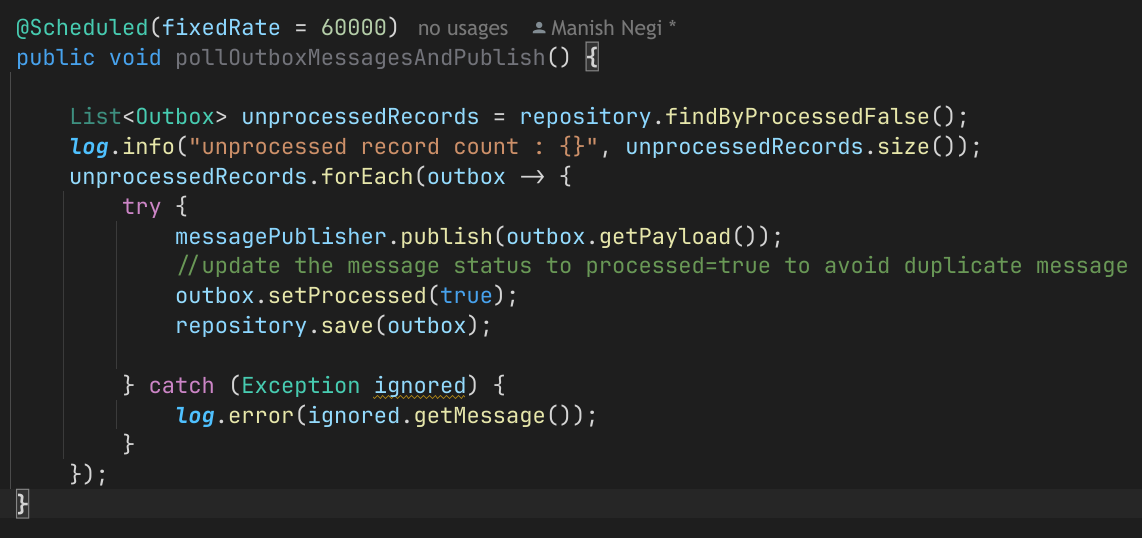 @Scheduled(fixedRate = 60000) no usages Manish Negi *
public void pollOutboxMessagesAndPublish() {
List<Outbox> unprocessedRecords = repository.findByProcessedFalse();
log.info("unprocessed record count : {}", unprocessedRecords.size());
unprocessedRecords.forEach(outbox -> {
try {
messagePublisher.publish(outbox.getPayload());
//update the message status to processed=true to avoid duplicate message
outbox.setProcessed(true);
repository.save(outbox);
} catch (Exception ignored) {
log.error(ignored.getMessage());
}
});
}